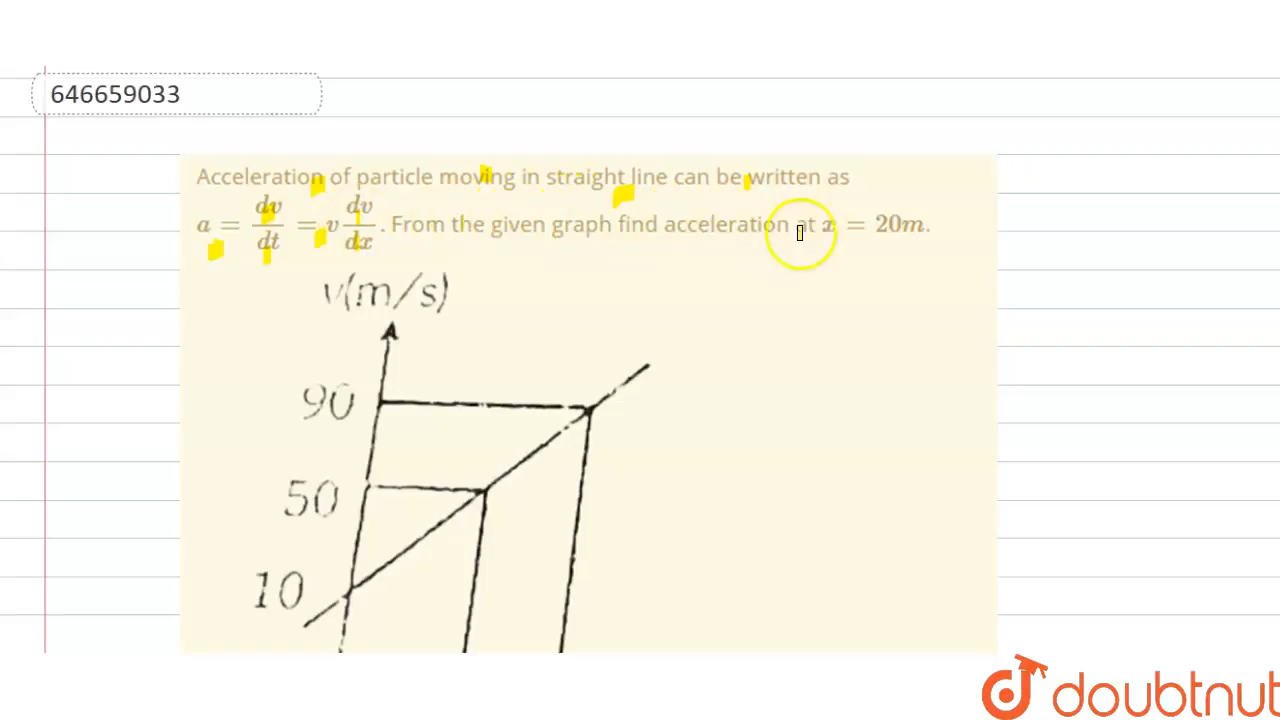 646659033
Acceleration of particle moving in straight line can be written as
a = dv/dt = v dv/dx. From the given graph find acceleration at x = 20m.
v(m/s)
90
50
10
doubtnut